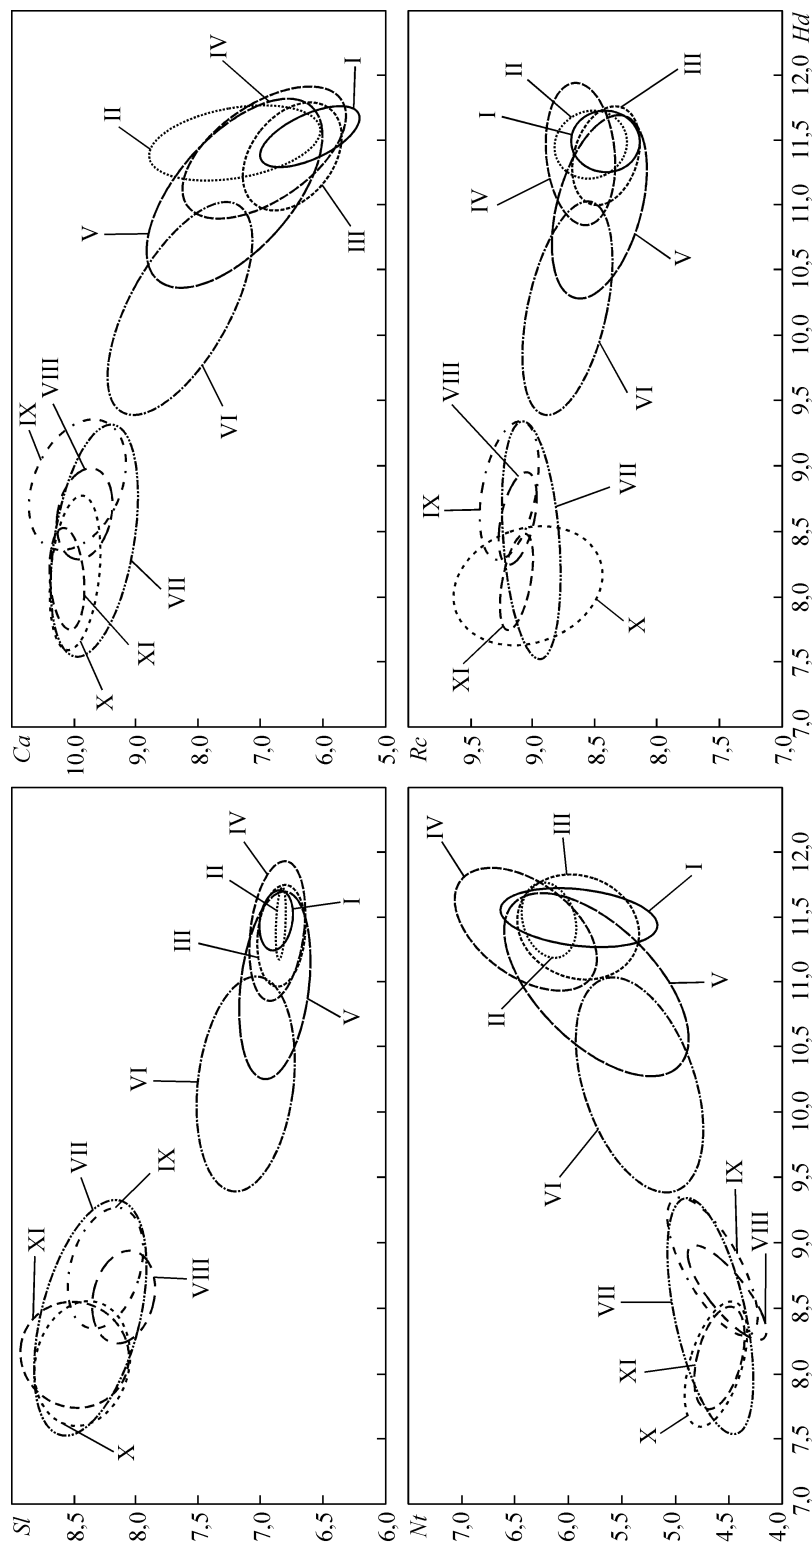 Sl
8,5
8,0
7,5
7,0
6,5
6,0
XI
VII
X
VI
IX
III
VIII
II
IV
V
I
Ca
10,0
9,0
8,0
7,0
6,0
5,0
IX
VIII
V
X
II
XI
VII
IV
VI
I
III
Nt
7,0
6,5
6,0
5,5
5,0
4,5
4,0
IV
II
VI
III
VII
XI
X
I
V
IX
VIII
7,0
7,5
8,0
8,5
9,0
9,5
10,0
10,5
11,0
11,5
12,0
Rc
9,5
9,0
8,5
8,0
7,0
IX
VIII
XI
IV
I
II
VII
X
VI
V
III
7,0
7,5
8,0
8,5
9,0
9,5
10,0
10,5
11,0
11,5
12,0
Hd